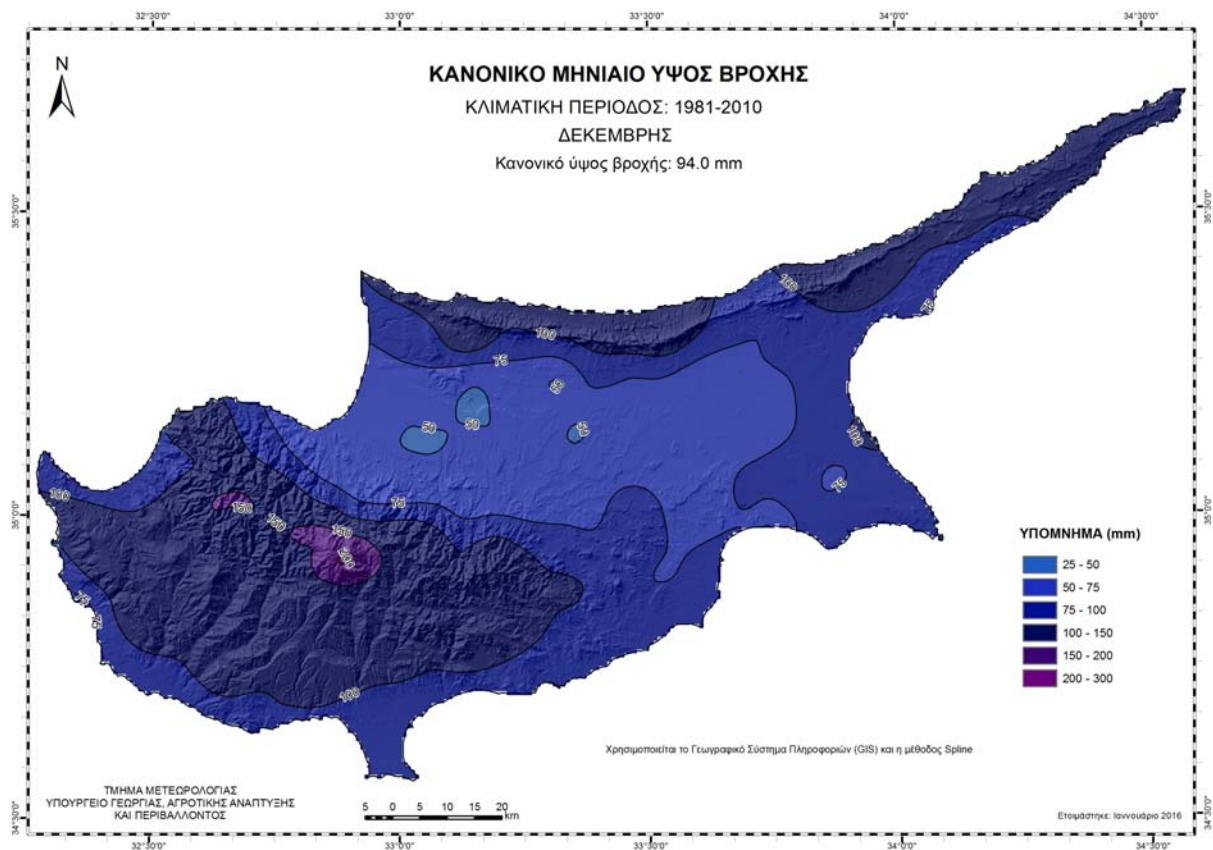 32°30'0"
33°0'0"
33°30'0"
34°0'0"
34°30'0"
N
ΚΑΝΟΝΙΚΟ ΜΗΝΙΑΙΟ ΥΨΟΣ ΒΡΟΧΗΣ
ΚΛΙΜΑΤΙΚΗ ΠΕΡΙΟΔΟΣ: 1981-2010
ΔΕΚΕΜΒΡΗΣ
Κανονικό ύψος βροχής: 94.0 mm
35°30'0"
35°30'0"
100
75
100
75
50
50
50
50
100
75
100
75
150
150
150
200
75
75
100
35°0'0"
35°0'0"
ΥΠΟΜΝΗΜΑ (mm)
25 - 50
50 - 75
75 - 100
100 - 150
150 - 200
200 - 300
Χρησιμοποιείται το Γεωγραφικό Σύστημα Πληροφοριών (GIS) και η μέθοδος Spline
ΤΜΗΜΑ ΜΕΤΕΩΡΟΛΟΓΙΑΣ
ΥΠΟΥΡΓΕΙΟ ΓΕΩΡΓΙΑΣ, ΑΓΡΟΤΙΚΗΣ ΑΝΑΠΤΥΞΗΣ
ΚΑΙ ΠΕΡΙΒΑΛΛΟΝΤΟΣ
5 0 5 10 15 20
km
Ετοιμάστηκε: Ιαννουάριο 2016
34°30'0"
34°30'0"
32°30'0"
33°0'0"
33°30'0"
34°0'0"
34°30'0"